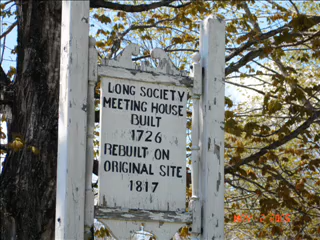 LONG SOCIETY
MEETING HOUSE
BUILT
1726
REBUILT ON
ORIGINAL SITE
1817